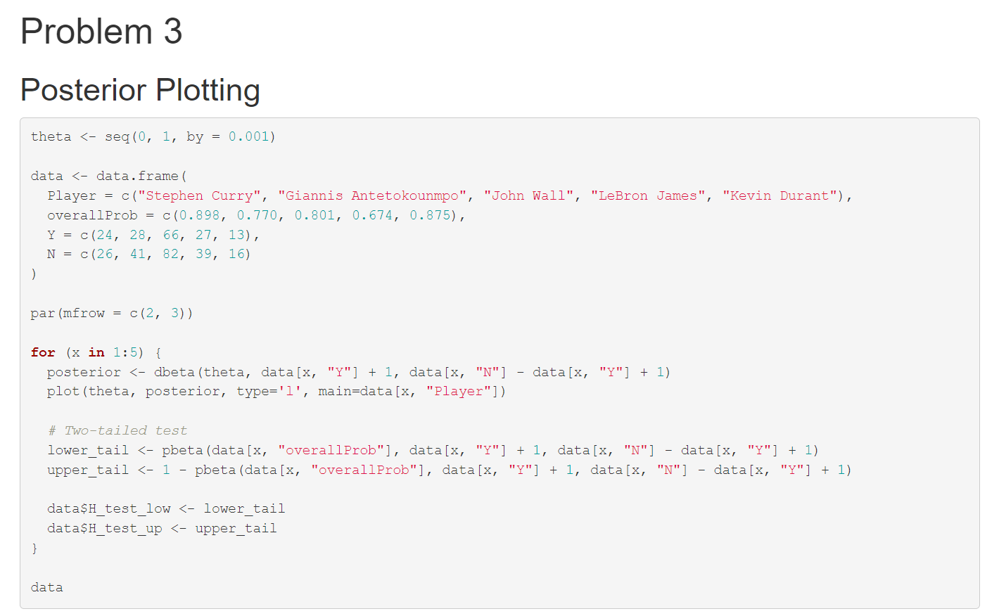 Problem 3
Posterior Plotting
theta <- seq(0, 1, by = 0.001)
data <- data.frame(
  Player = c("Stephen Curry", "Giannis Antetokounmpo", "John Wall", "LeBron James", "Kevin Durant"),
  overallProb = c(0.898, 0.770, 0.801, 0.674, 0.875),
  Y = c(24, 28, 66, 27, 13),
  N = c(26, 41, 82, 39, 16)
)
par(mfrow = c(2, 3))
for (x in 1:5) {
  posterior <- dbeta(theta, data[x, "Y"] + 1, data[x, "N"] - data[x, "Y"] + 1)
  plot(theta, posterior, type='l', main=data[x, "Player"])
  # Two-tailed test
  lower_tail <- pbeta(data[x, "overallProb"], data[x, "Y"] + 1, data[x, "N"] - data[x, "Y"] + 1)
  upper_tail <- 1 - pbeta(data[x, "overallProb"], data[x, "Y"] + 1, data[x, "N"] - data[x, "Y"] + 1)
  data$H_test_low <- lower_tail
  data$H_test_up <- upper_tail
}
data